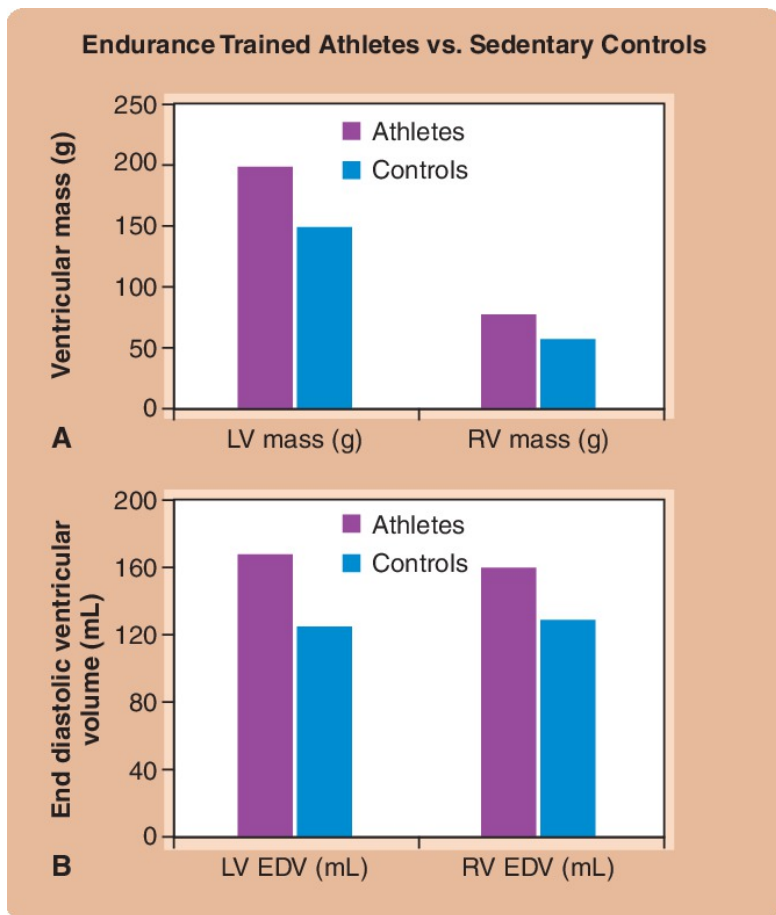 Endurance Trained Athletes vs. Sedentary Controls
Ventricular mass (g)
250
200
150
100
50
0
Athletes
Controls
LV mass (g)
RV mass (g)
A
End diastolic ventricular
volume (mL)
200
160
120
80
40
0
Athletes
Controls
LV EDV (mL)
RV EDV (mL)
B